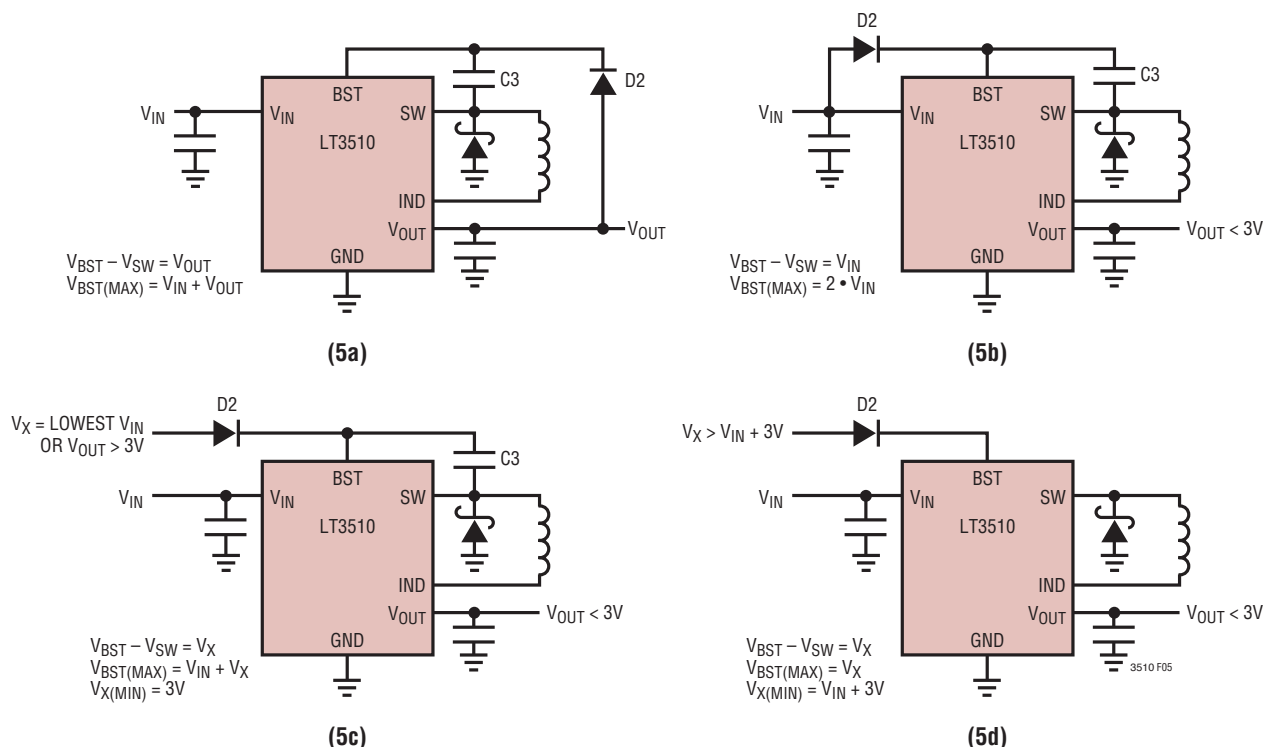 BST
V_IN
V_IN
SW
C3
D2
LT3510
IND
V_OUT
V_OUT
GND
V_BST – V_SW = V_OUT
V_BST(MAX) = V_IN + V_OUT
(5a)
D2
BST
C3
V_IN
V_IN
SW
LT3510
IND
V_OUT
V_OUT < 3V
GND
V_BST – V_SW = V_IN
V_BST(MAX) = 2 • V_IN
(5b)
D2
V_X = LOWEST V_IN
OR V_OUT > 3V
BST
C3
V_IN
V_IN
SW
LT3510
IND
V_OUT
V_OUT < 3V
GND
V_BST – V_SW = V_X
V_BST(MAX) = V_IN + V_X
V_X(MIN) = 3V
(5c)
D2
V_X > V_IN + 3V
BST
V_IN
V_IN
SW
LT3510
IND
V_OUT
V_OUT < 3V
GND
V_BST – V_SW = V_X
V_BST(MAX) = V_X
V_X(MIN) = V_IN + 3V
3510 F05
(5d)